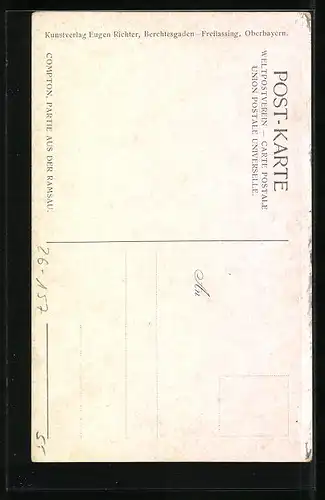 Kunstverlag Eugen Richter, Berchtesgaden—Freilassing, Oberbayern.
POST-KARTE
WELTPOSTVEREIN — CARTE POSTALE
UNION POSTALE UNIVERSELLE.
COMPTON, PARTIE AUS DER RAMSAU.
An
26-157